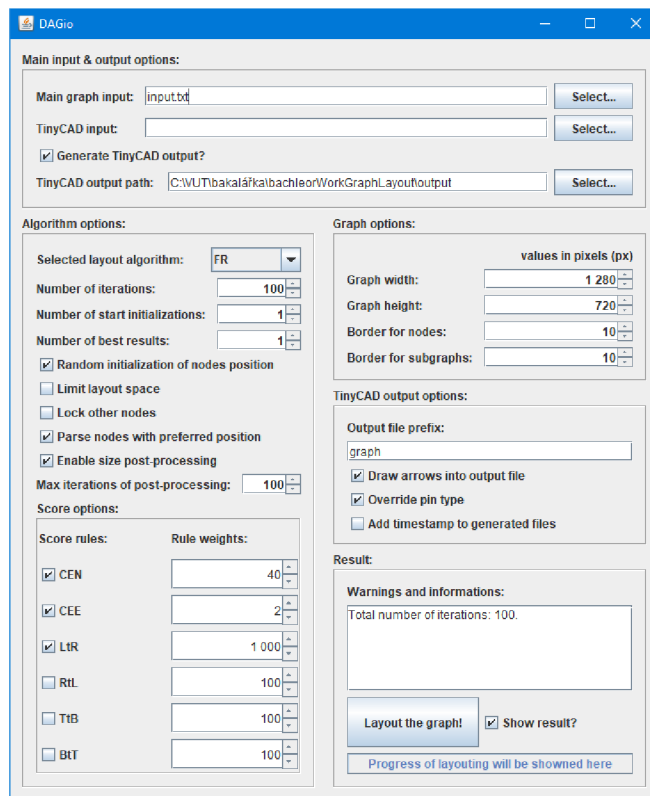 DAGio
Main input & output options:
Main graph input: input.txt Select...
TinyCAD input: Select...
Generate TinyCAD output?
TinyCAD output path: C:\VUT\bakalářka\bachleorWorkGraphLayout\output Select...
Algorithm options:
Selected layout algorithm: FR
Number of iterations: 100
Number of start initializations: 1
Number of best results: 1
Random initialization of nodes position
Limit layout space
Lock other nodes
Parse nodes with preferred position
Enable size post-processing
Max iterations of post-processing: 100
Score options:
Score rules: Rule weights:
CEN 40
CEE 2
LtR 1 000
RtL 100
TtB 100
BtT 100
Graph options:
values in pixels (px)
Graph width: 1 280
Graph height: 720
Border for nodes: 10
Border for subgraphs: 10
TinyCAD output options:
Output file prefix:
graph
Draw arrows into output file
Override pin type
Add timestamp to generated files
Result:
Warnings and informations:
Total number of iterations: 100.
Layout the graph! Show result?
Progress of layouting will be showned here